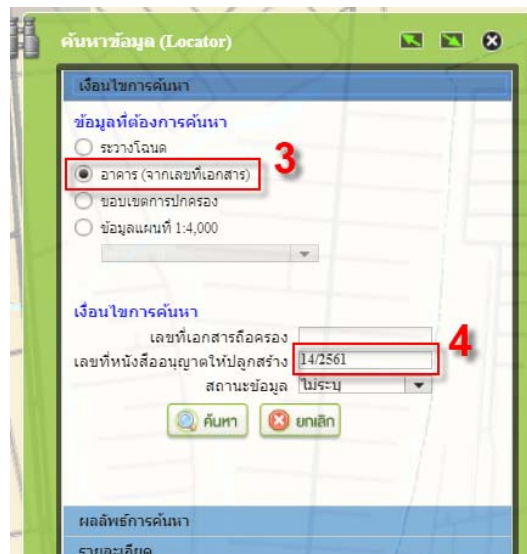 ค้นหาข้อมูล (Locator)
เงื่อนไขการค้นหา
ข้อมูลที่ต้องการค้นหา
ระวางโฉนด
อาคาร (จากเลขที่เอกสาร)
3
ขอบเขตการปกครอง
ข้อมูลแผนที่ 1:4,000
เงื่อนไขการค้นหา
เลขที่เอกสารถือครอง
เลขที่หนังสืออนุญาตให้ปลูกสร้าง 14/2561
4
สถานะข้อมูล ไม่ระบุ
ค้นหา ยกเลิก
ผลลัพธ์การค้นหา
รายละเอียด